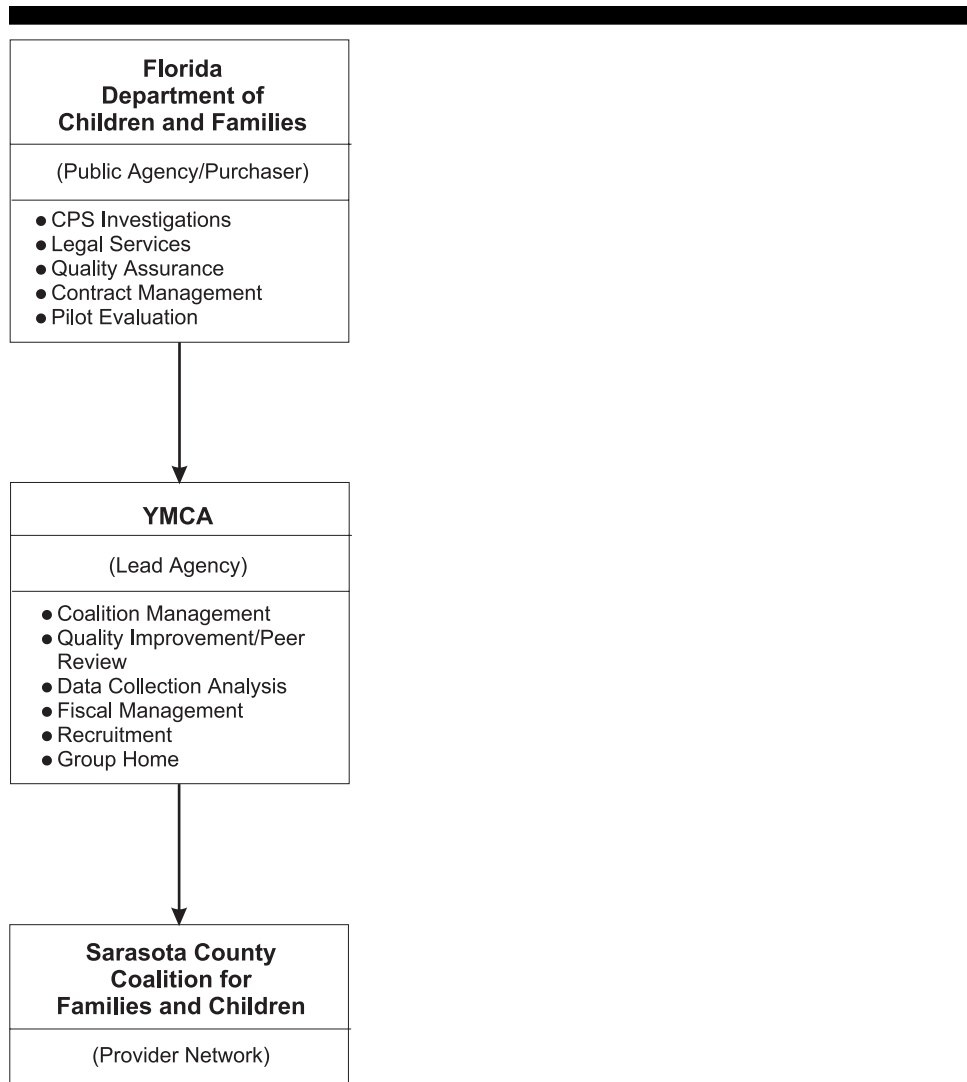 Florida
Department of
Children and Families
(Public Agency/Purchaser)
● CPS Investigations
● Legal Services
● Quality Assurance
● Contract Management
● Pilot Evaluation
YMCA
(Lead Agency)
● Coalition Management
● Quality Improvement/Peer
Review
● Data Collection Analysis
● Fiscal Management
● Recruitment
● Group Home
Sarasota County
Coalition for
Families and Children
(Provider Network)